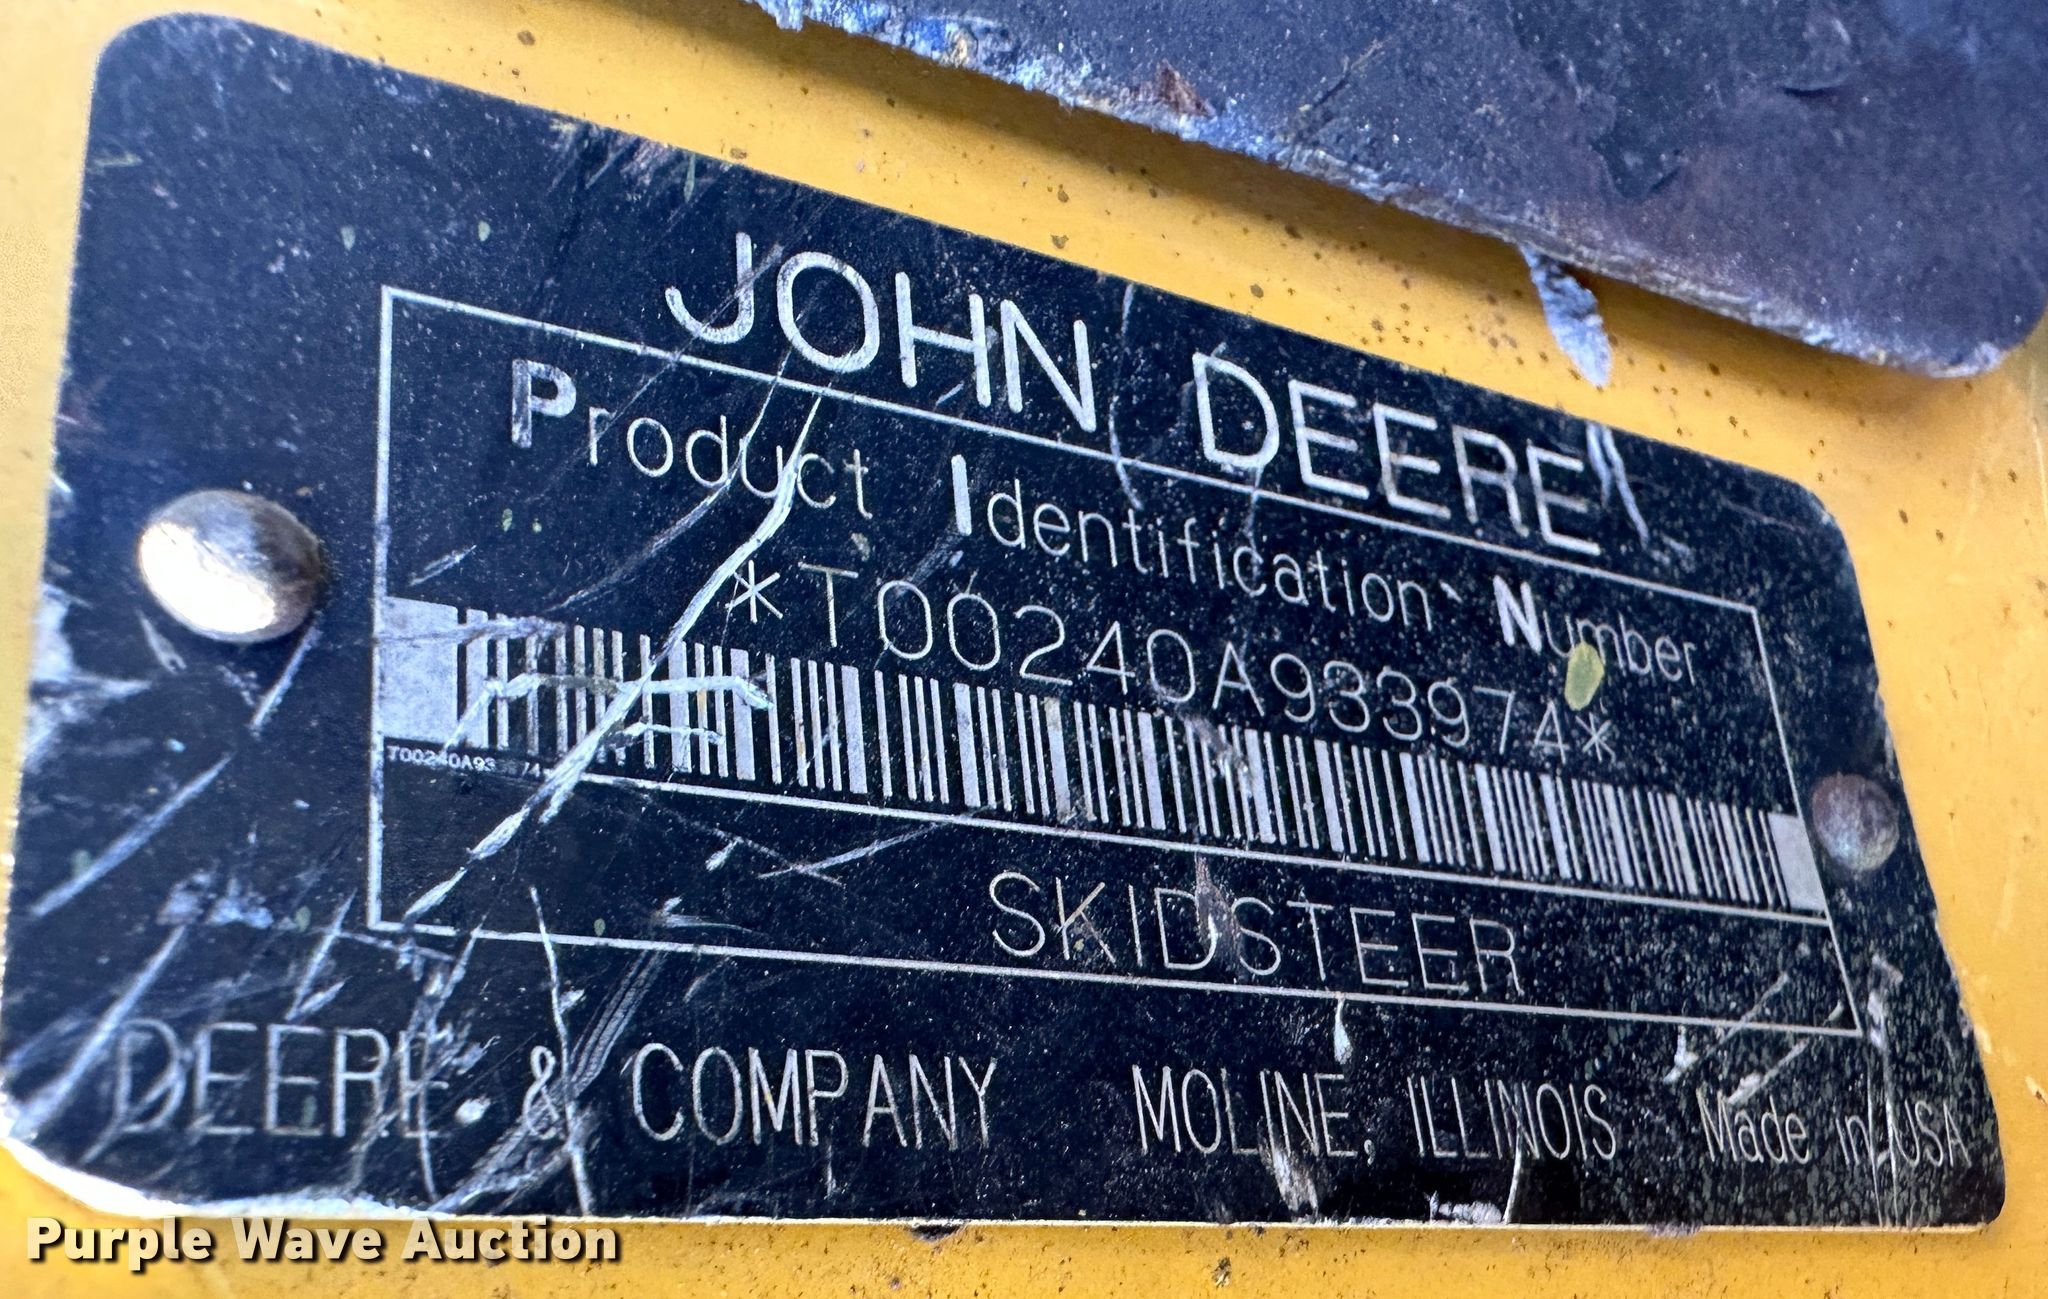 JOHN DEERE
Product Identification Number
*T00240A933974*
SKIDSTEER
DEERE & COMPANY MOLINE, ILLINOIS Made in USA
Purple Wave Auction